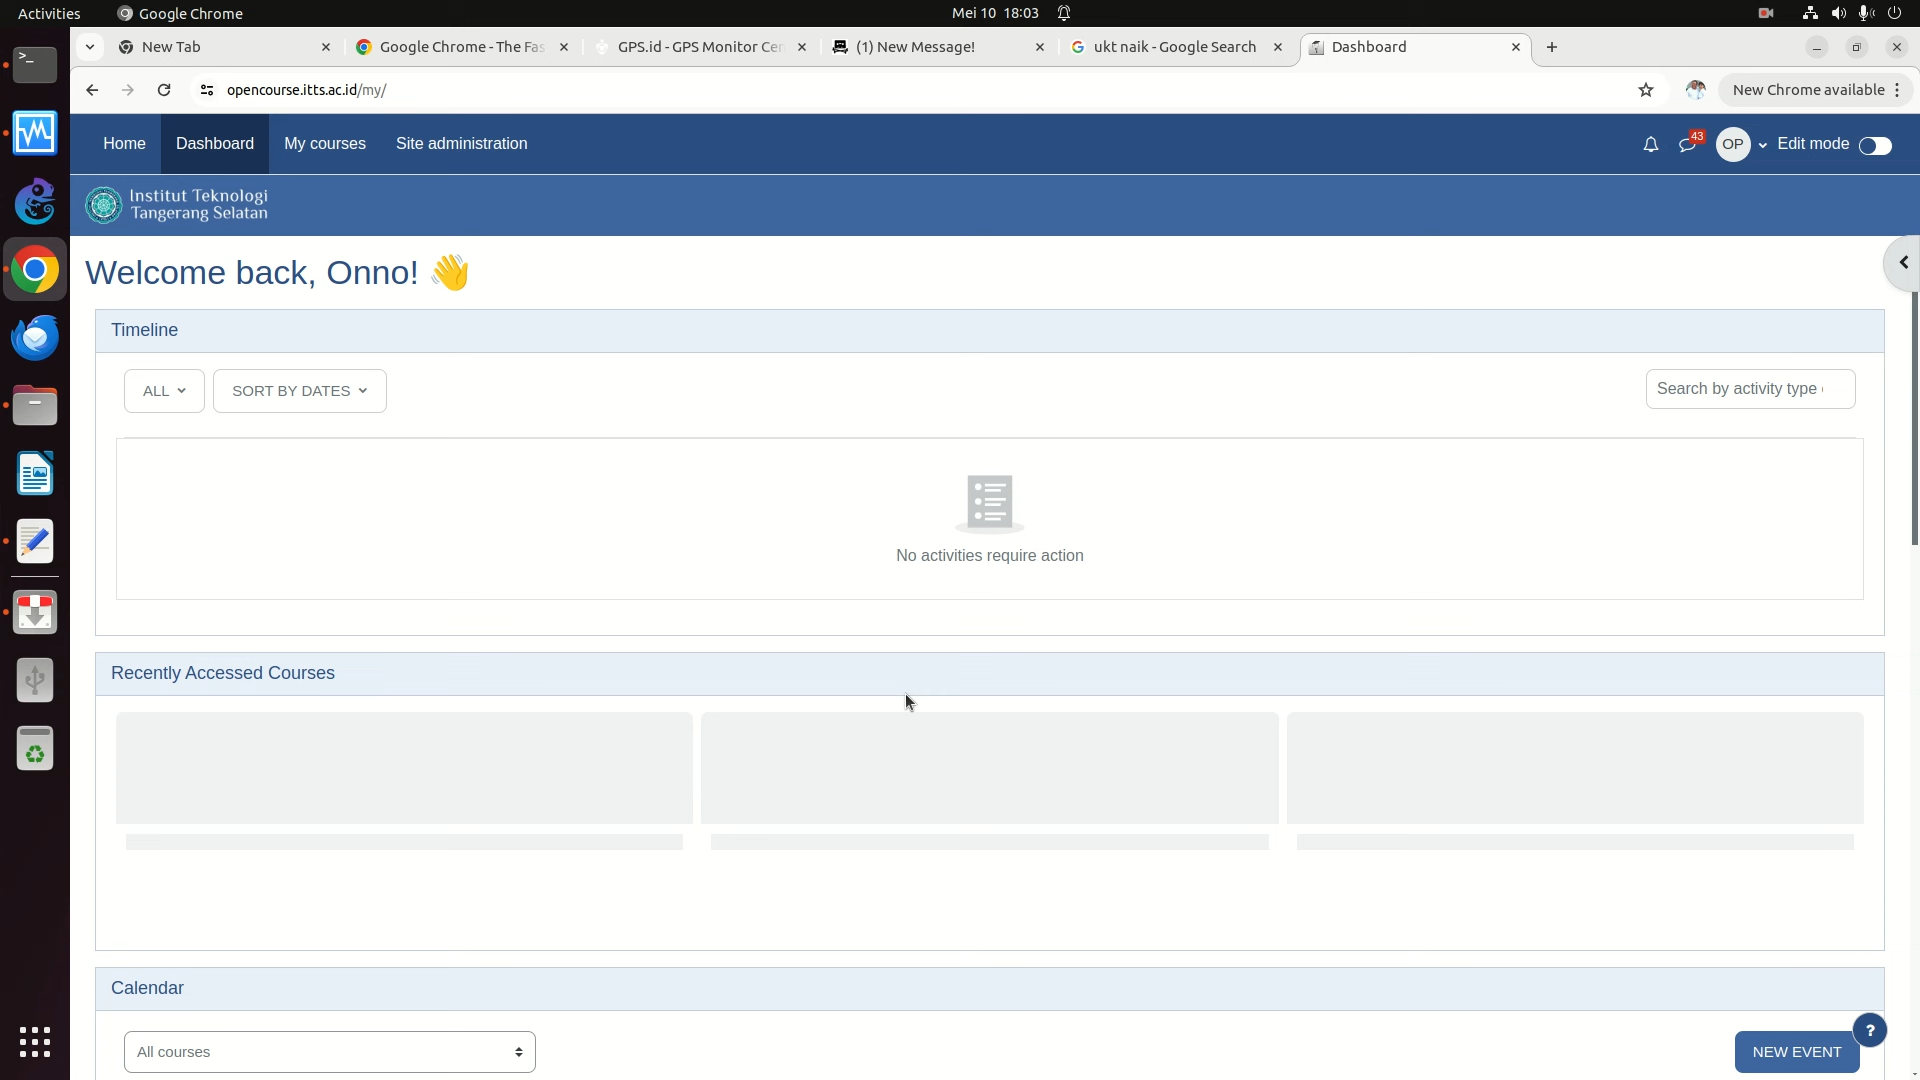 Activities
Google Chrome
Mei 10 18:03
New Tab
Google Chrome - The Fas
GPS.id - GPS Monitor Cen
(1) New Message!
ukt naik - Google Search
Dashboard
opencourse.itts.ac.id/my/
New Chrome available
Home
Dashboard
My courses
Site administration
43
OP
Edit mode
Institut Teknologi
Tangerang Selatan
Welcome back, Onno! 👋
Timeline
ALL
SORT BY DATES
Search by activity type
No activities require action
Recently Accessed Courses
Calendar
All courses
NEW EVENT
?